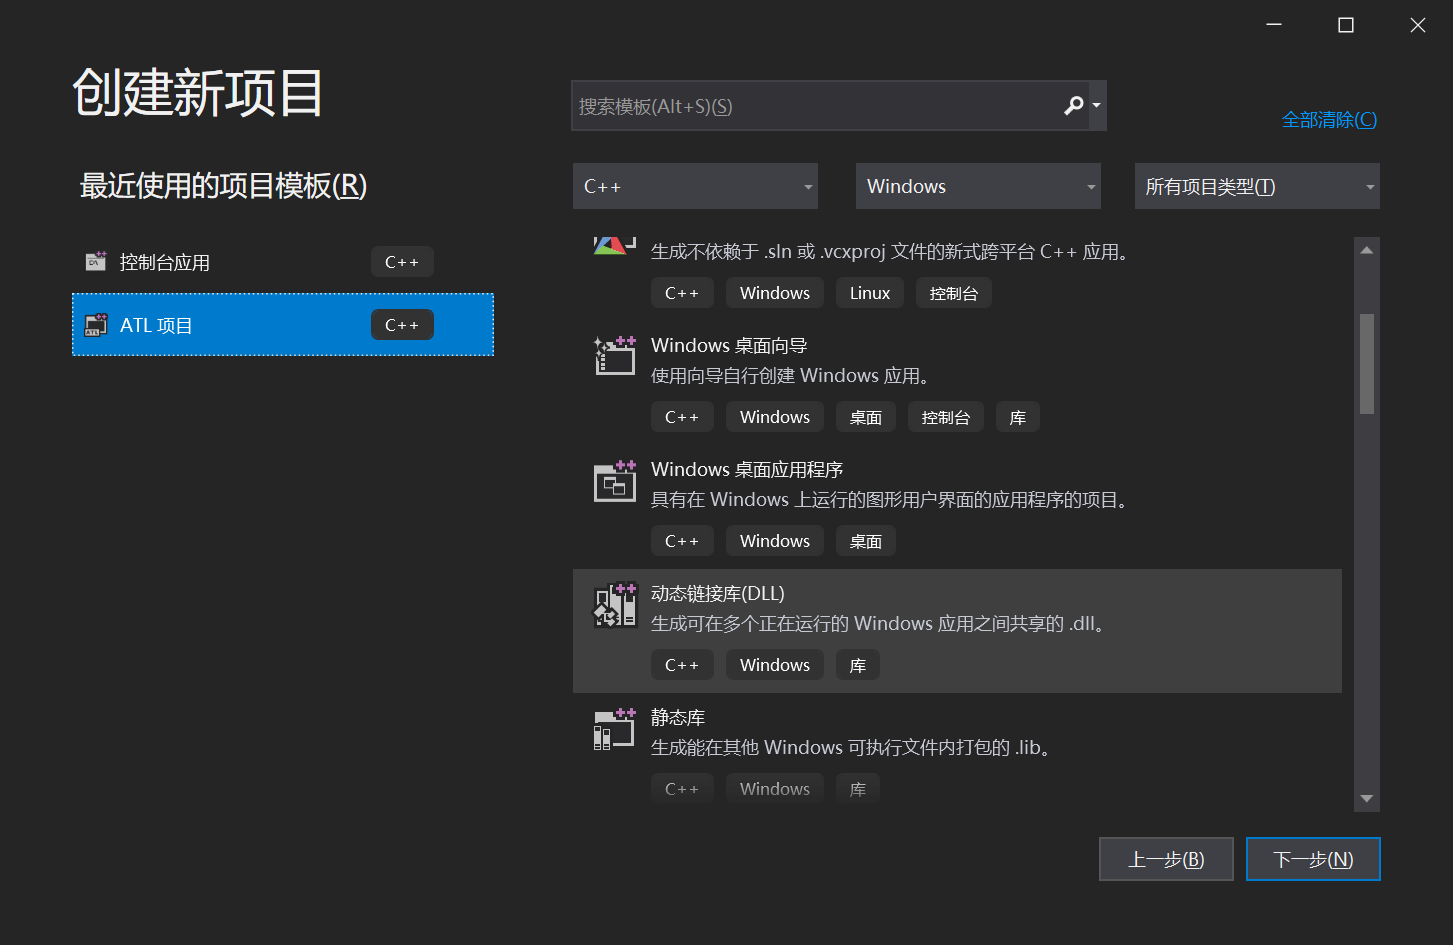 创建新项目
最近使用的项目模板(R)
控制台应用 C++
ATL 项目 C++
搜索模板(Alt+S)(S)
全部清除(C)
C++ Windows 所有项目类型(T)
生成不依赖于 .sln 或 .vcxproj 文件的新式跨平台 C++ 应用。
C++ Windows Linux 控制台
Windows 桌面向导
使用向导自行创建 Windows 应用。
C++ Windows 桌面 控制台 库
Windows 桌面应用程序
具有在 Windows 上运行的图形用户界面的应用程序的项目。
C++ Windows 桌面
动态链接库(DLL)
生成可在多个正在运行的 Windows 应用之间共享的 .dll。
C++ Windows 库
静态库
生成能在其他 Windows 可执行文件内打包的 .lib。
C++ Windows 库
上一步(B) 下一步(N)